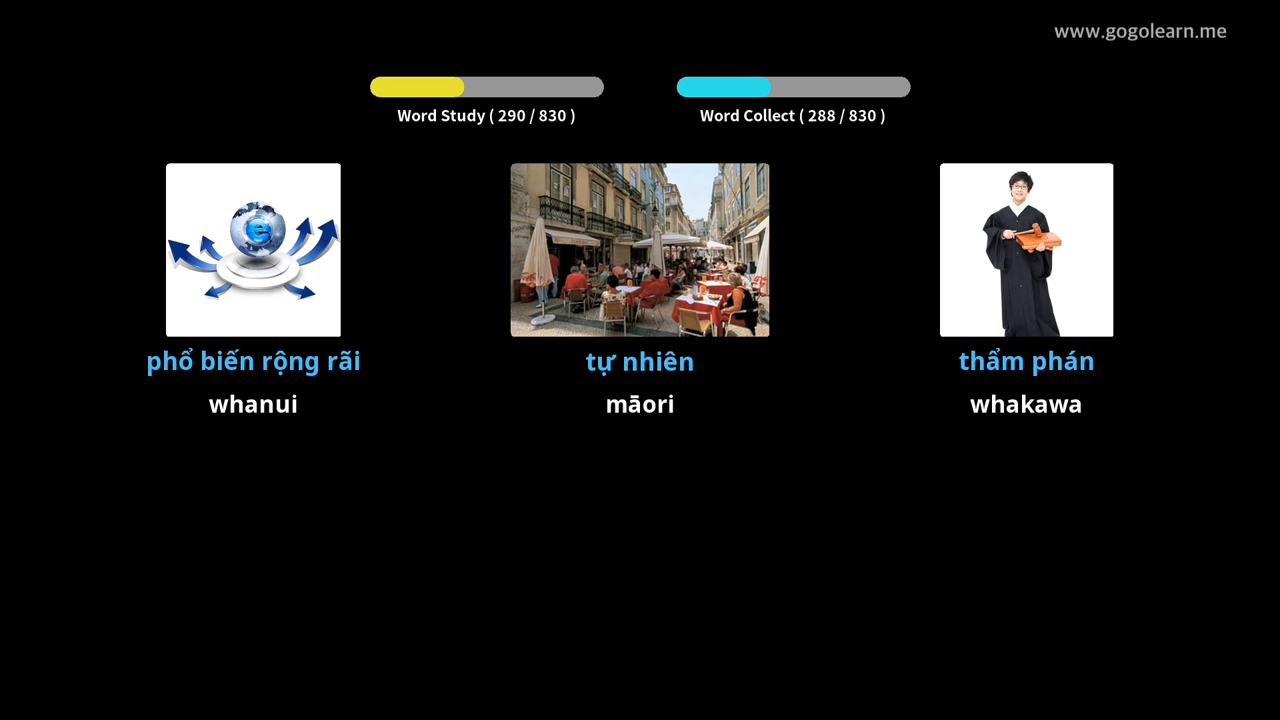 www.gogolearn.me
Word Study ( 290 / 830 )
Word Collect ( 288 / 830 )
e
phổ biến rộng rãi
tự nhiên
thẩm phán
whanui
māori
whakawa